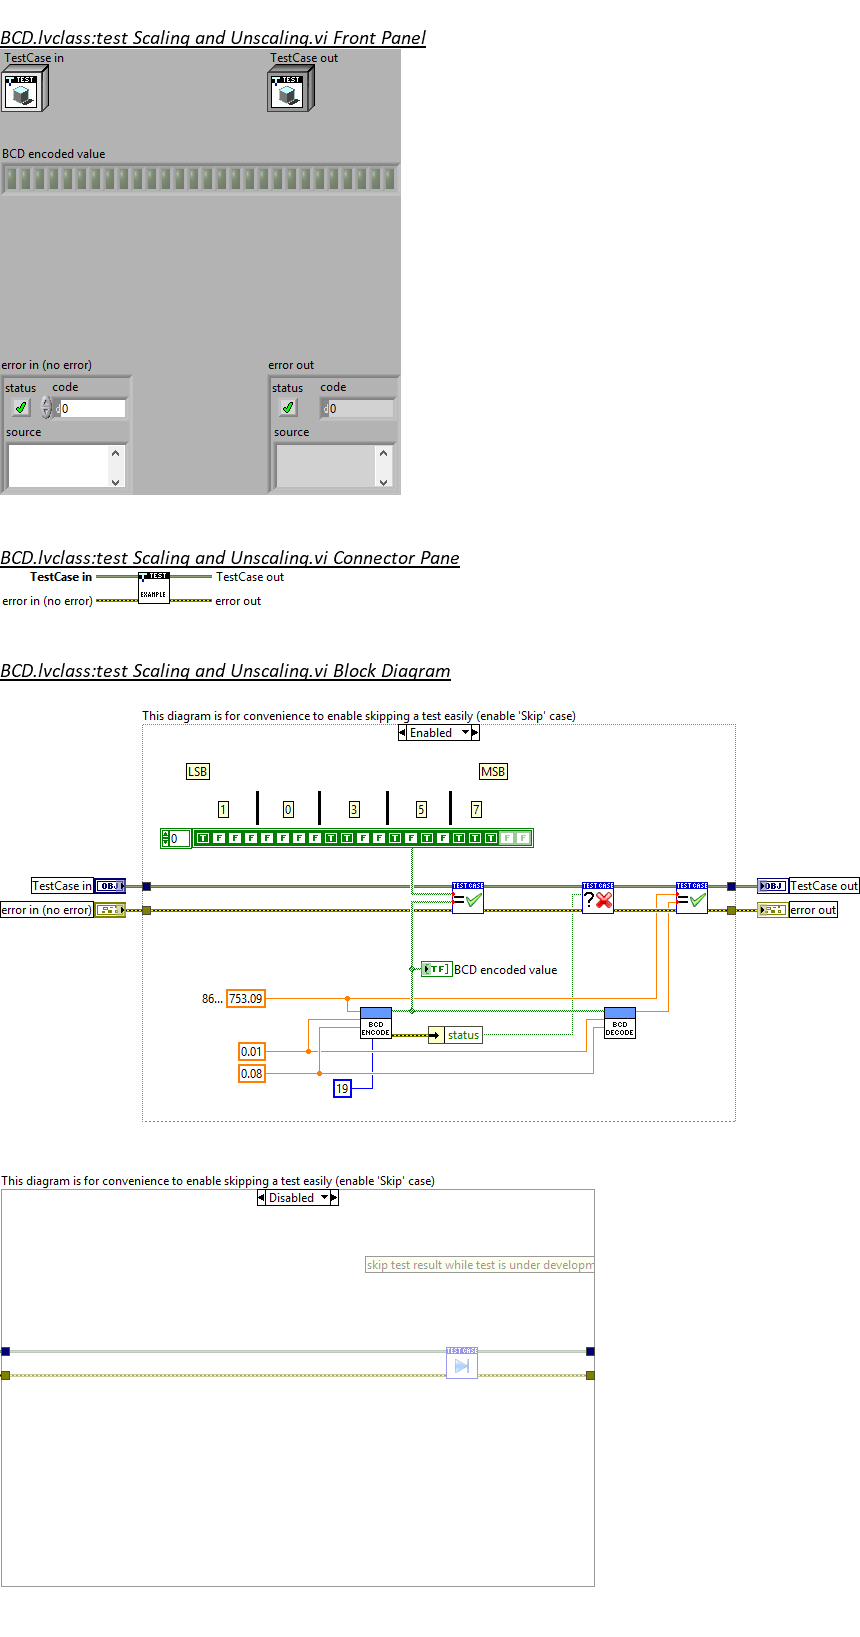 BCD.lvclass:test Scaling and Unscaling.vi Front Panel
TestCase in TestCase out
TEST TEST
BCD encoded value
error in (no error) error out
status code status code
0 0
source source
BCD.lvclass:test Scaling and Unscaling.vi Connector Pane
TestCase in TEST TestCase out
error in (no error) EXAMPLE error out
BCD.lvclass:test Scaling and Unscaling.vi Block Diagram
This diagram is for convenience to enable skipping a test easily (enable 'Skip' case)
Enabled
LSB MSB
1 0 3 5 7
0 T F F F F F F F T T F F T F T F T T T F F
TestCase in OBJ TEST CASE TEST CASE TEST CASE OBJ TestCase out
error in (no error) = ? = error out
TF BCD encoded value
86... 753.09
BCD ENCODE BCD DECODE
status
0.01
0.08
19
This diagram is for convenience to enable skipping a test easily (enable 'Skip' case)
Disabled
skip test result while test is under developm
TEST CASE